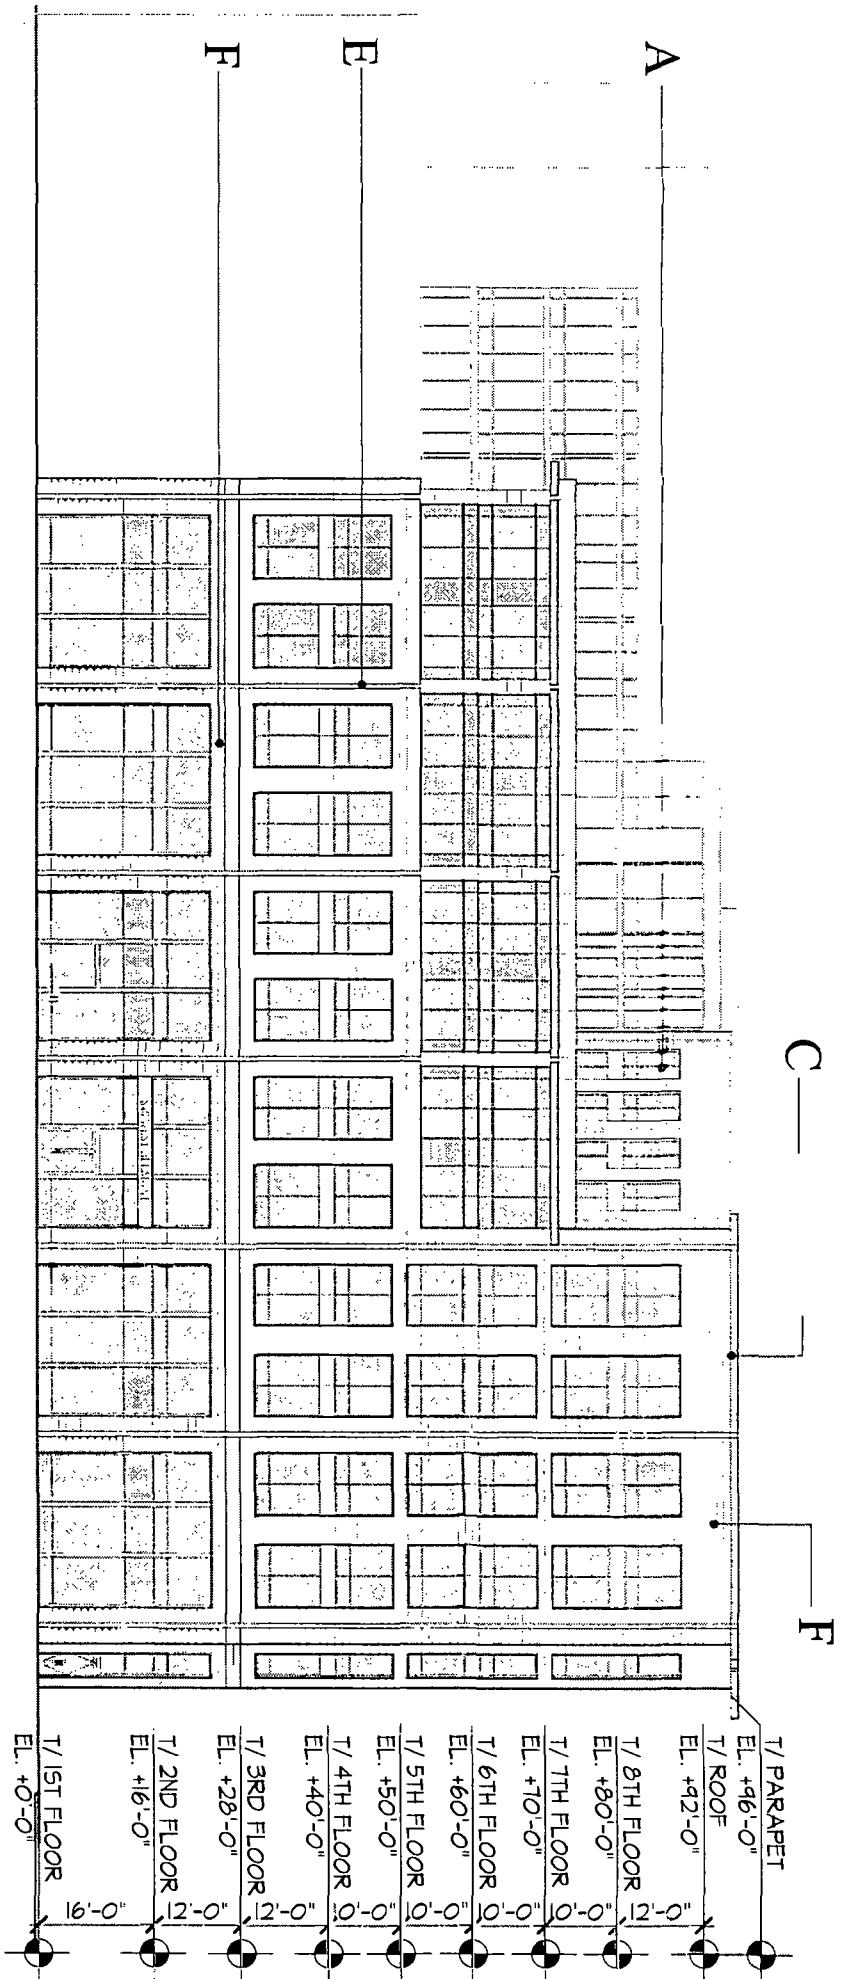 A
E
F
C
F
T/ PARAPET
EL. +96'-0"
T/ ROOF
EL. +92'-0"
T/ 8TH FLOOR
EL. +80'-0"
T/ 7TH FLOOR
EL. +70'-0"
T/ 6TH FLOOR
EL. +60'-0"
T/ 5TH FLOOR
EL. +50'-0"
T/ 4TH FLOOR
EL. +40'-0"
T/ 3RD FLOOR
EL. +28'-0"
T/ 2ND FLOOR
EL. +16'-0"
T/ 1ST FLOOR
EL. +0'-0"
12'-0"
10'-0"
10'-0"
10'-0"
10'-0"
12'-0"
12'-0"
16'-0"